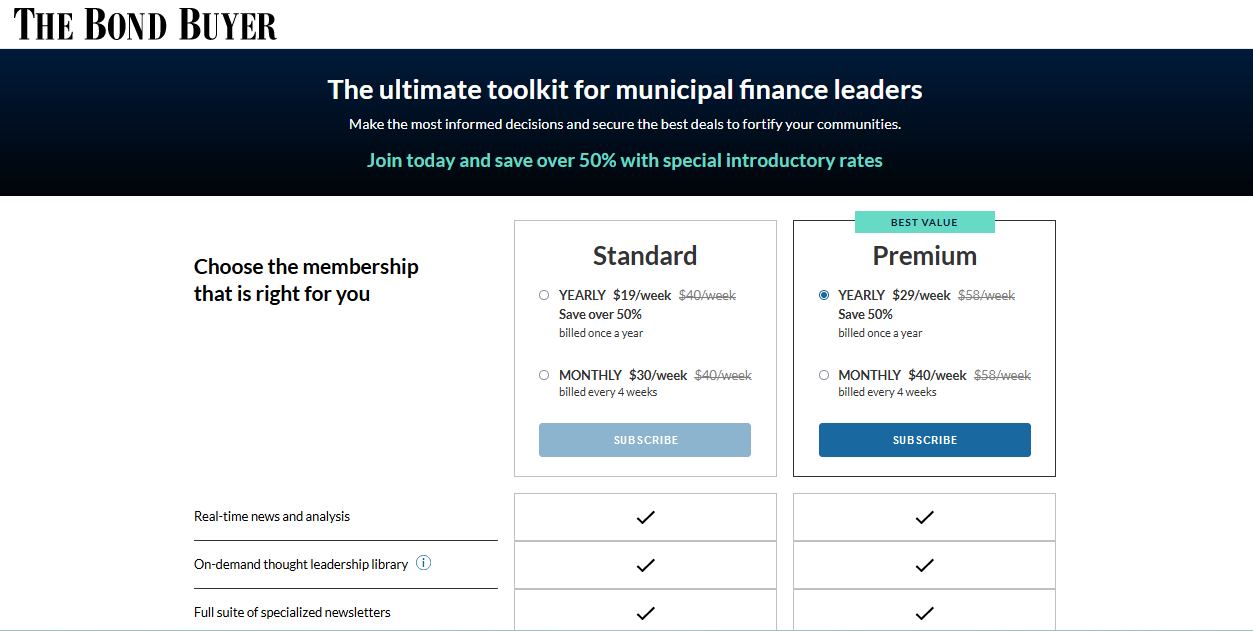 THE BOND BUYER
The ultimate toolkit for municipal finance leaders
Make the most informed decisions and secure the best deals to fortify your communities.
Join today and save over 50% with special introductory rates
Choose the membership
that is right for you
Standard
YEARLY $19/week $40/week
Save over 50%
billed once a year
MONTHLY $30/week $40/week
billed every 4 weeks
SUBSCRIBE
BEST VALUE
Premium
YEARLY $29/week $58/week
Save 50%
billed once a year
MONTHLY $40/week $58/week
billed every 4 weeks
SUBSCRIBE
Real-time news and analysis
On-demand thought leadership library
Full suite of specialized newsletters